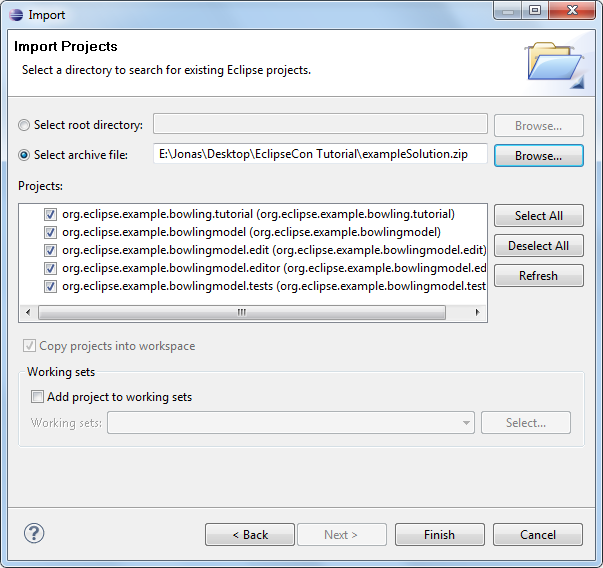 Import
Import Projects
Select a directory to search for existing Eclipse projects.
Select root directory:
Browse...
Select archive file:
E:\Jonas\Desktop\EclipseCon Tutorial\exampleSolution.zip
Browse...
Projects:
org.eclipse.example.bowling.tutorial (org.eclipse.example.bowling.tutorial)
Select All
org.eclipse.example.bowlingmodel (org.eclipse.example.bowlingmodel)
org.eclipse.example.bowlingmodel.edit (org.eclipse.example.bowlingmodel.edit)
Deselect All
org.eclipse.example.bowlingmodel.editor (org.eclipse.example.bowlingmodel.ed
Refresh
org.eclipse.example.bowlingmodel.tests (org.eclipse.example.bowlingmodel.test
Copy projects into workspace
Working sets
Add project to working sets
Working sets:
Select...
?
< Back
Next >
Finish
Cancel